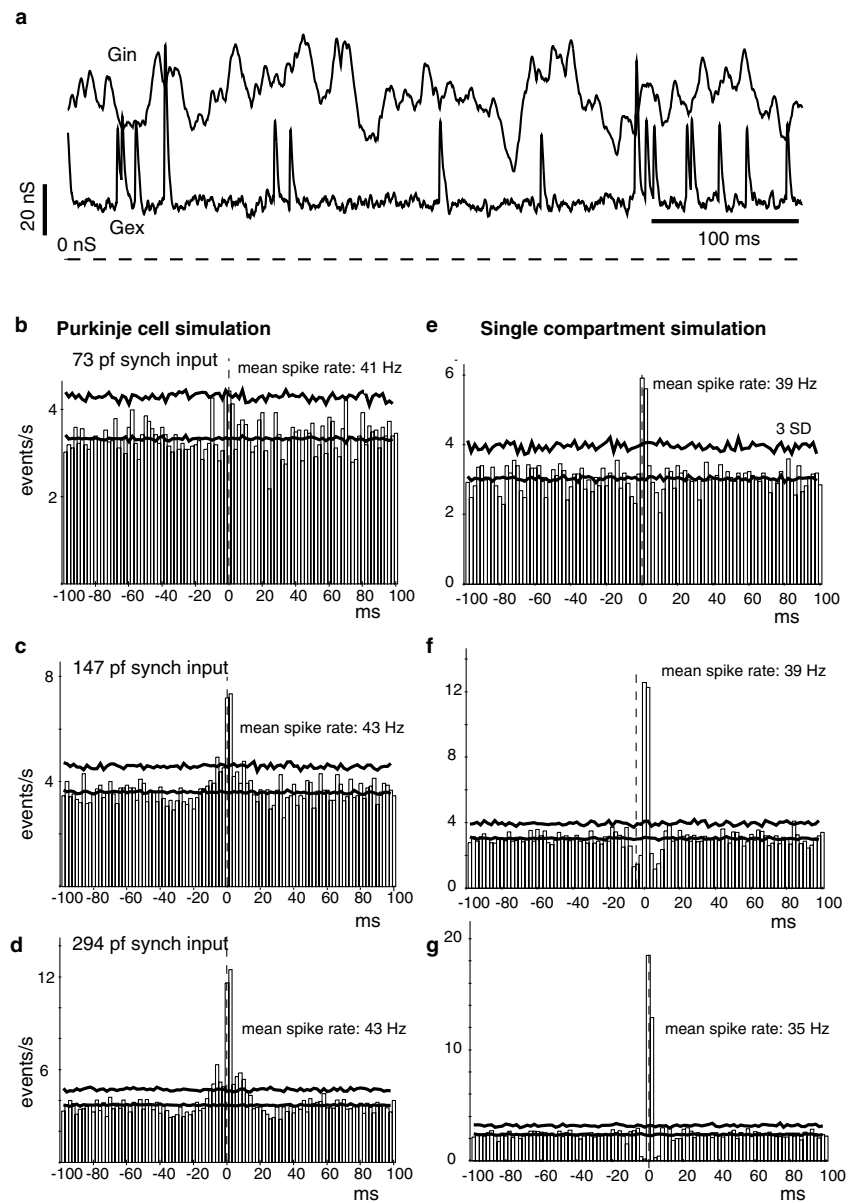 a
Gin
20 nS
Gex
0 nS
100 ms
b Purkinje cell simulation
73 pf synch input
mean spike rate: 41 Hz
4
2
events/s
-100 -80 -60 -40 -20 0 20 40 60 80 100
ms
e Single compartment simulation
6
mean spike rate: 39 Hz
3 SD
4
2
0
-100 -80 -60 -40 -20 0 20 40 60 80 100
ms
c
147 pf synch input
8
mean spike rate: 43 Hz
4
events/s
-100 -80 -60 -40 -20 0 20 40 60 80 100
ms
f
mean spike rate: 39 Hz
12
8
4
0
-100 -80 -60 -40 -20 0 20 40 60 80 100
ms
d
294 pf synch input
12
mean spike rate: 43 Hz
6
events/s
-100 -80 -60 -40 -20 0 20 40 60 80 100
ms
g
20
mean spike rate: 35 Hz
10
0
-100 -80 -60 -40 -20 0 20 40 60 80 100
ms